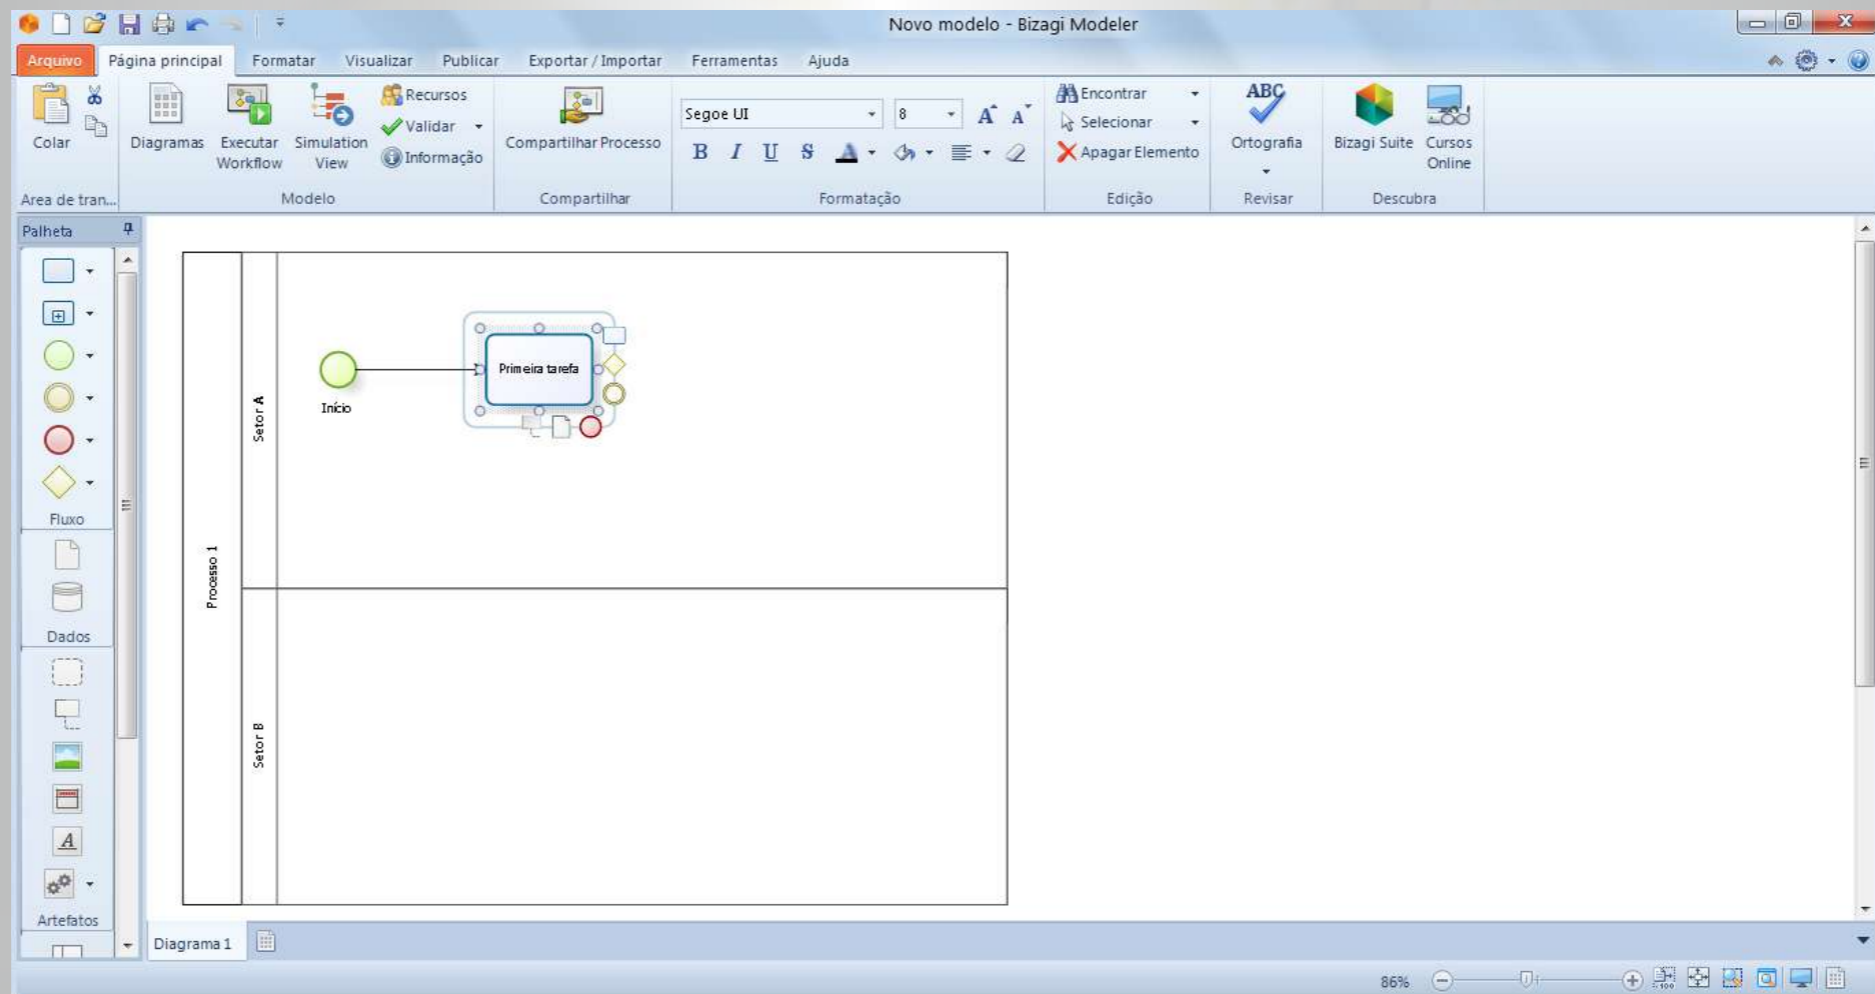 Novo modelo - Bizagi Modeler
Arquivo Página principal Formatar Visualizar Publicar Exportar / Importar Ferramentas Ajuda
Colar
Area de tran...
Diagramas
Executar
Workflow
Simulation
View
Recursos
Validar
Informação
Modelo
Compartilhar Processo
Compartilhar
Segoe UI 8
B I U S A
Formatação
Encontrar
Selecionar
Apagar Elemento
Edição
ABC
Ortografia
Revisar
Bizagi Suite
Cursos
Online
Descubra
Palheta
Fluxo
Dados
A
Artefatos
Processo 1
Setor A
Início
Primeira tarefa
Setor B
Diagrama 1
86%
100